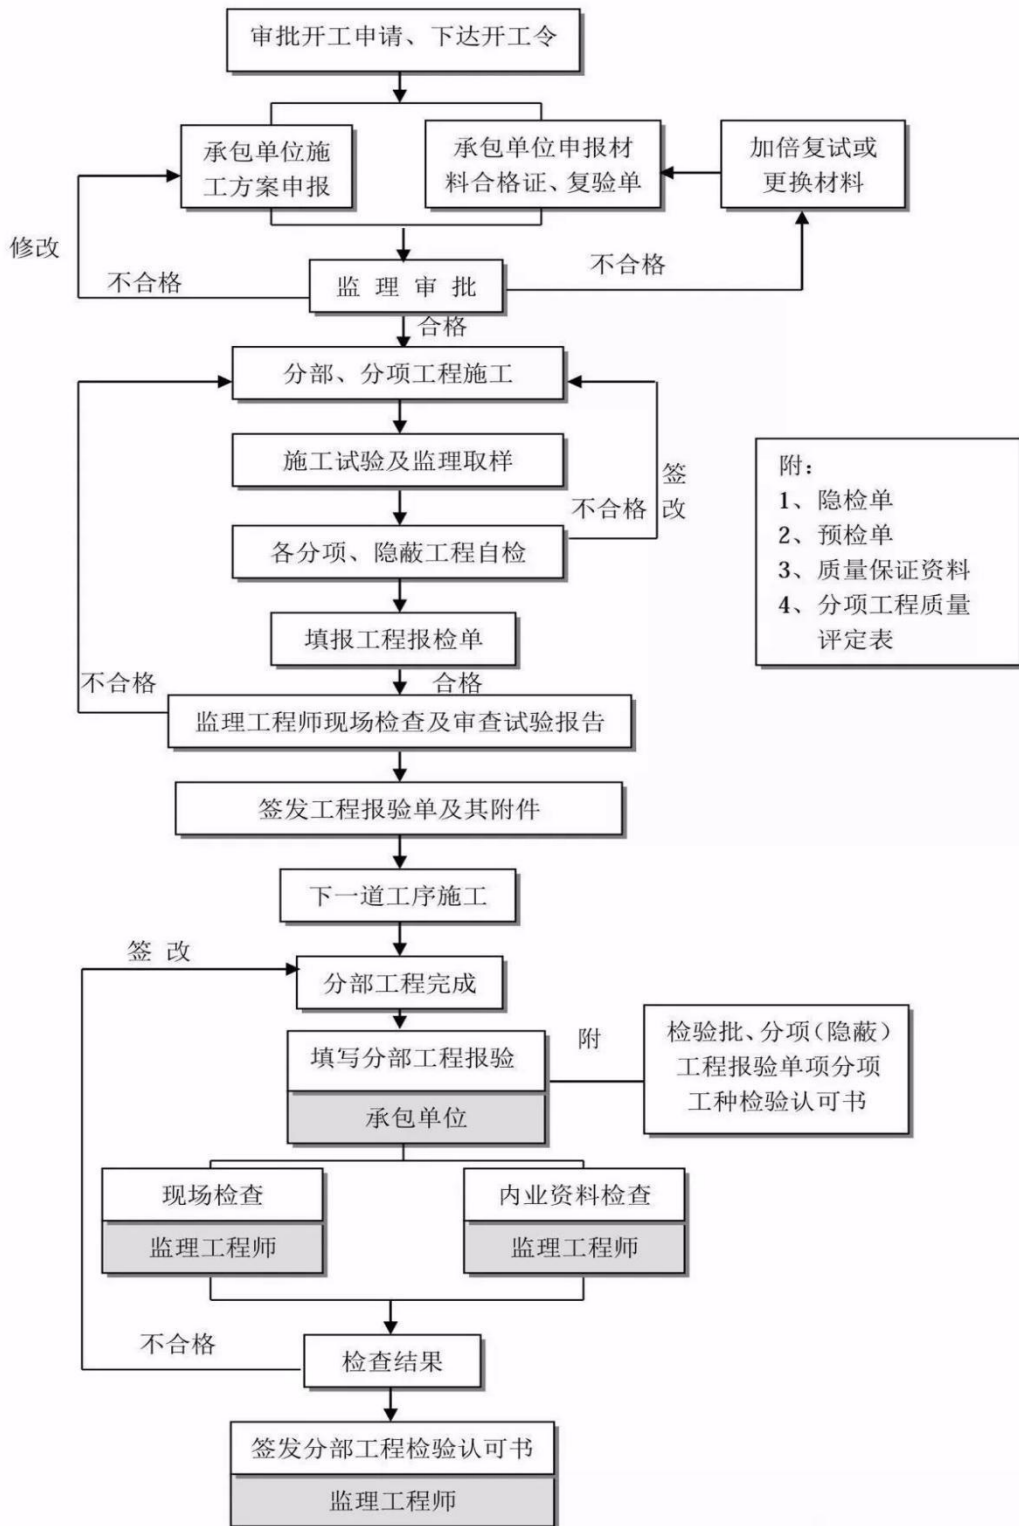 审批开工申请、下达开工令
承包单位施
工方案申报
承包单位申报材
料合格证、复验单
加倍复试或
更换材料
修改
不合格
监 理 审 批
不合格
合格
分部、分项工程施工
施工试验及监理取样
签
改
不合格
各分项、隐蔽工程自检
填报工程报检单
附：
1、隐检单
2、预检单
3、质量保证资料
4、分项工程质量
评定表
不合格
合格
监理工程师现场检查及审查试验报告
签发工程报验单及其附件
下一道工序施工
签 改
分部工程完成
填写分部工程报验
承包单位
附
检验批、分项（隐蔽）
工程报验单项分项
工种检验认可书
现场检查
监理工程师
内业资料检查
监理工程师
不合格
检查结果
签发分部工程检验认可书
监理工程师